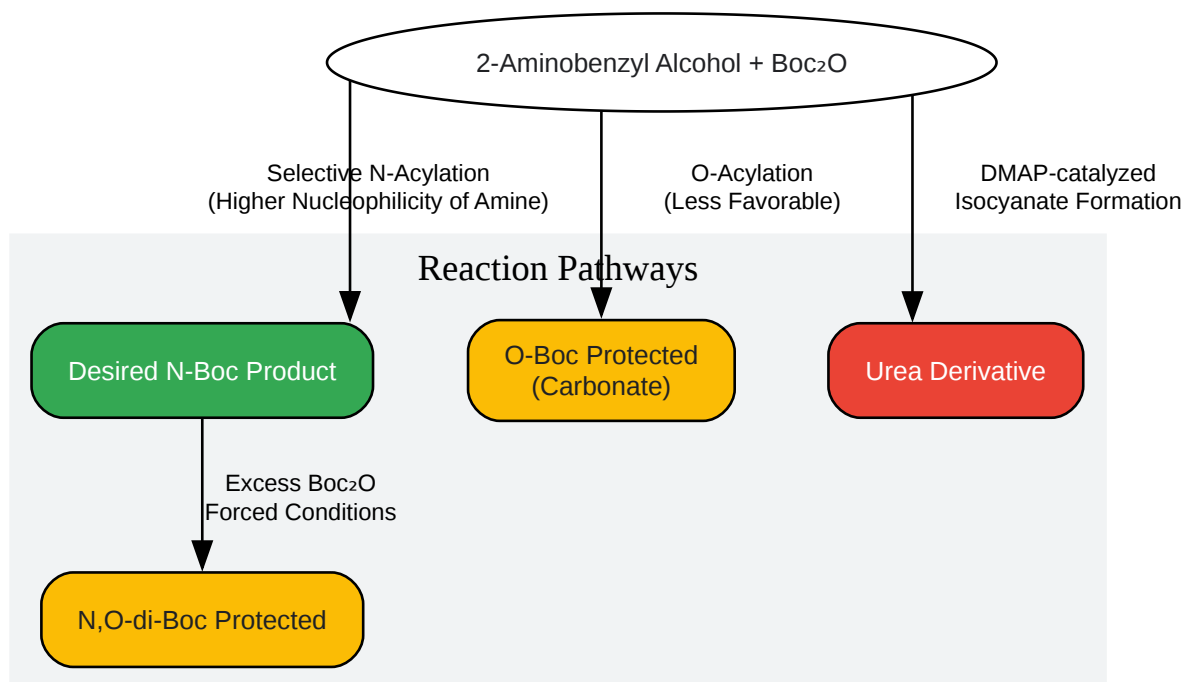 2-Aminobenzyl Alcohol + Boc₂O
Selective N-Acylation
(Higher Nucleophilicity of Amine)
O-Acylation
(Less Favorable)
DMAP-catalyzed
Isocyanate Formation
Reaction Pathways
Desired N-Boc Product
O-Boc Protected
(Carbonate)
Urea Derivative
Excess Boc₂O
Forced Conditions
N,O-di-Boc Protected